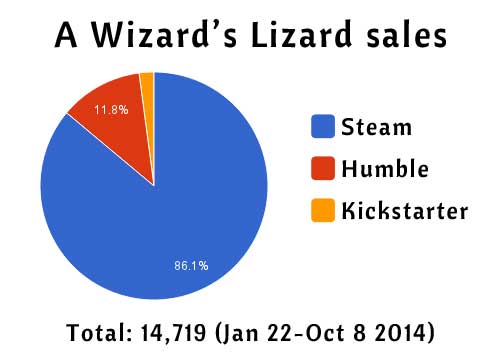 A Wizard's Lizard sales
11.8%
86.1%
Steam
Humble
Kickstarter
Total: 14,719 (Jan 22-Oct 8 2014)